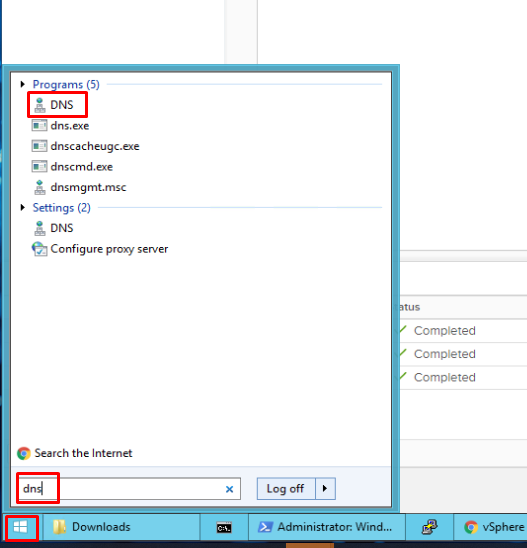 Programs (5)
DNS
dns.exe
dnscacheugc.exe
dnscmd.exe
dnsmgmt.msc
Settings (2)
DNS
Configure proxy server
atus
Completed
Completed
Completed
Search the Internet
dns
Log off
Downloads
Administrator: Wind...
vSphere